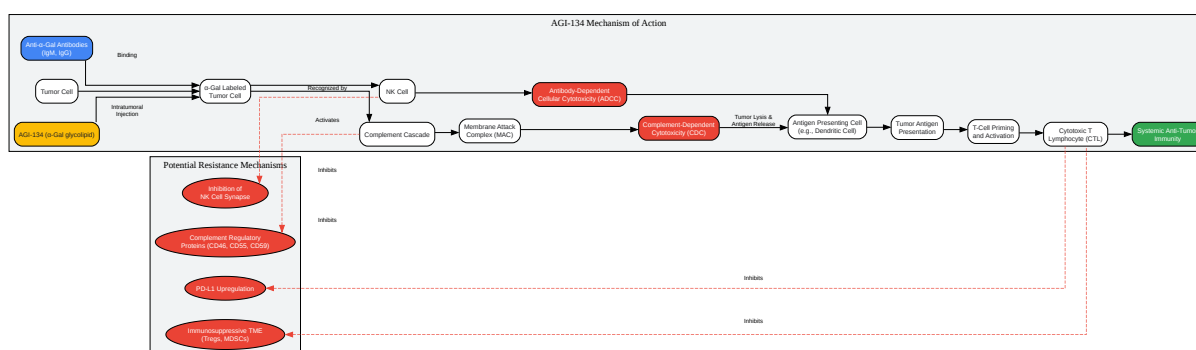 AGI-134 Mechanism of Action
Anti-α-Gal Antibodies
(IgM, IgG)
Binding
Tumor Cell
α-Gal Labeled
Tumor Cell
Recognized by
NK Cell
Antibody-Dependent
Cellular Cytotoxicity (ADCC)
AGI-134 (α-Gal glycolipid)
Intratumoral
Injection
Activates
Complement Cascade
Membrane Attack
Complex (MAC)
Complement-Dependent
Cytotoxicity (CDC)
Tumor Lysis &
Antigen Release
Antigen Presenting Cell
(e.g., Dendritic Cell)
Tumor Antigen
Presentation
T-Cell Priming
and Activation
Cytotoxic T
Lymphocyte (CTL)
Systemic Anti-Tumor
Immunity
Potential Resistance Mechanisms
Inhibits
Inhibition of
NK Cell Synapse
Inhibits
Complement Regulatory
Proteins (CD46, CD55, CD59)
Inhibits
PD-L1 Upregulation
Inhibits
Immunosuppressive TME
(Tregs, MDSCs)